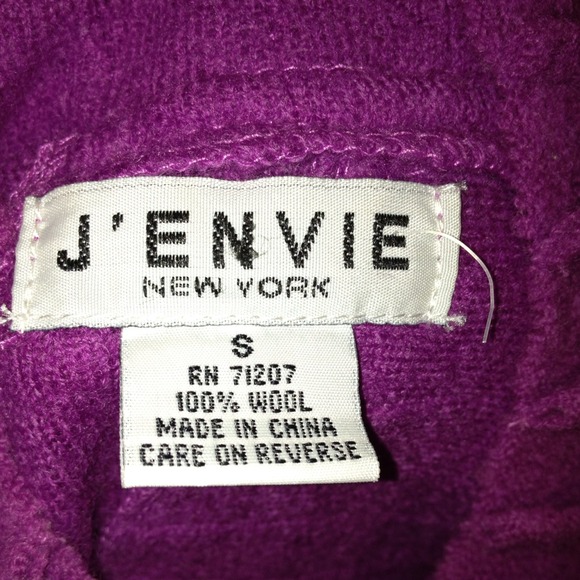 J'ENVIE
NEW YORK
S
RN 71207
100% WOOL
MADE IN CHINA
CARE ON REVERSE